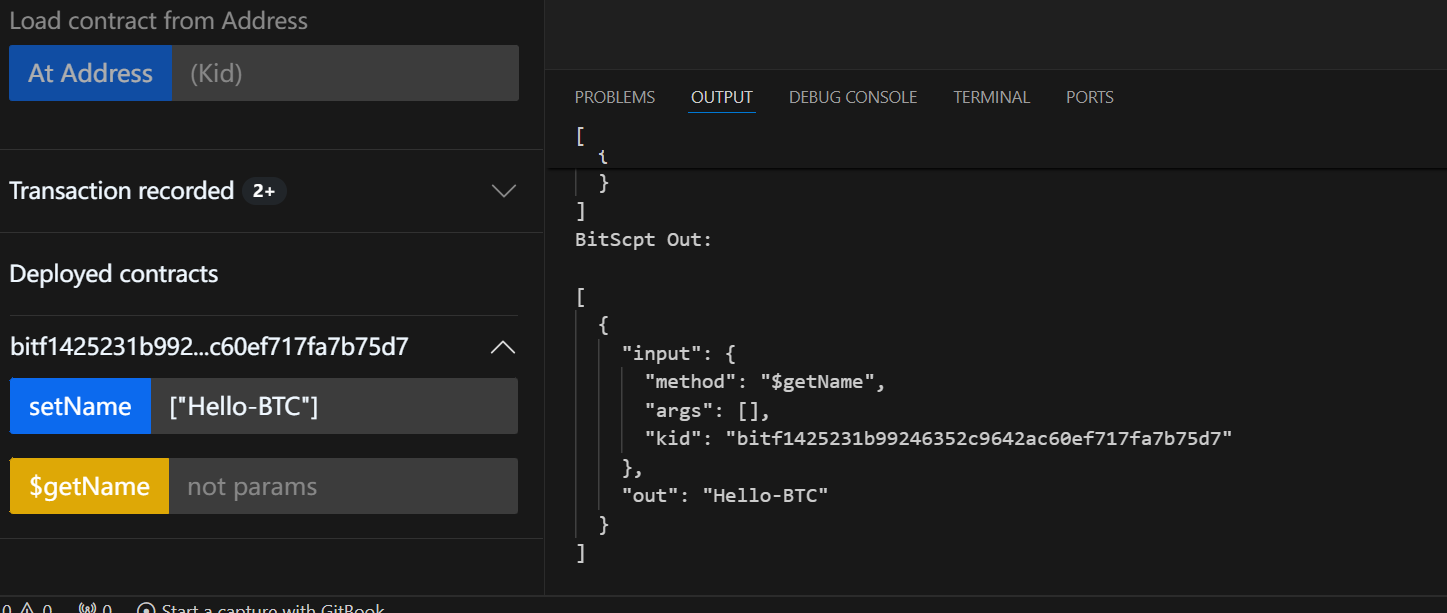 Load contract from Address
At Address
(Kid)
Transaction recorded 2+
Deployed contracts
bitf1425231b992...c60ef717fa7b75d7
setName
["Hello-BTC"]
$getName
not params
PROBLEMS OUTPUT DEBUG CONSOLE TERMINAL PORTS
[
{
}
]
BitScpt Out:
[
{
"input": {
"method": "$getName",
"args": [],
"kid": "bitf1425231b99246352c9642ac60ef717fa7b75d7"
},
"out": "Hello-BTC"
}
]
0 0 0 Start a capture with GitBook